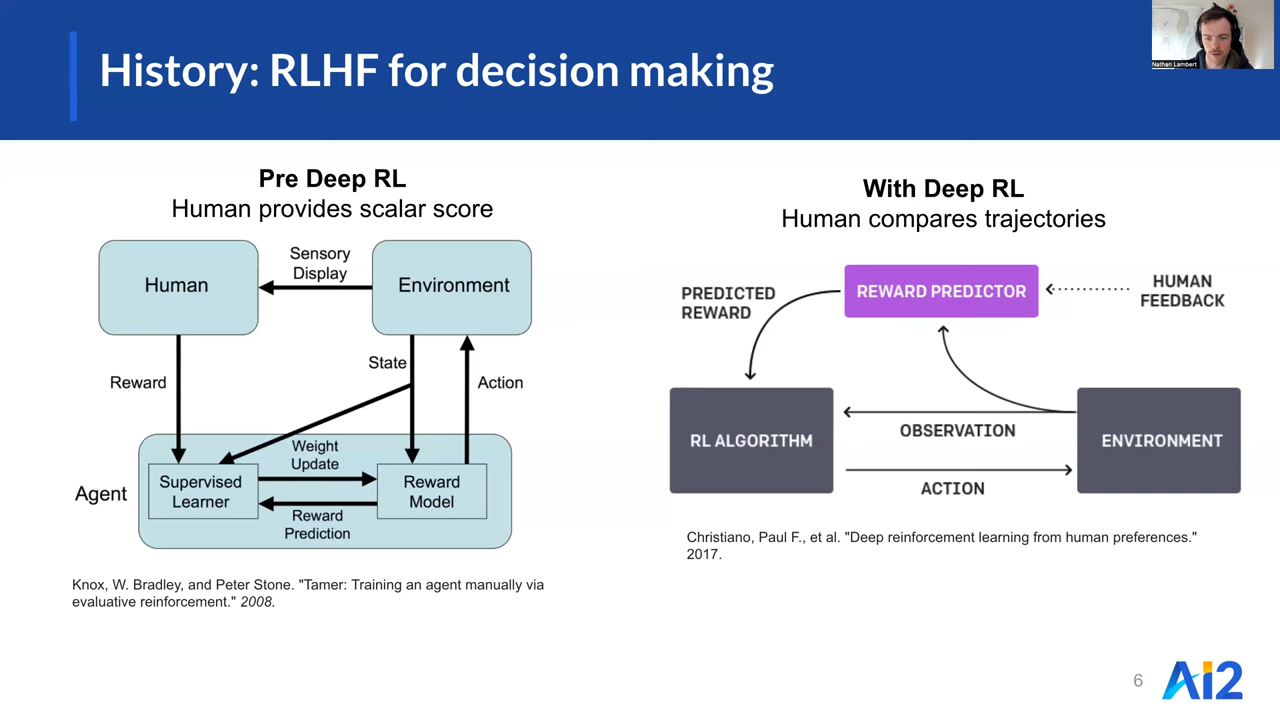 History: RLHF for decision making
Nathan Lambert
Pre Deep RL
Human provides scalar score
Human
Sensory
Display
Environment
Reward
State
Action
Agent
Supervised
Learner
Weight
Update
Reward
Prediction
Reward
Model
Knox, W. Bradley, and Peter Stone. "Tamer: Training an agent manually via
evaluative reinforcement." 2008.
With Deep RL
Human compares trajectories
PREDICTED
REWARD
REWARD PREDICTOR
HUMAN
FEEDBACK
RL ALGORITHM
OBSERVATION
ACTION
ENVIRONMENT
Christiano, Paul F., et al. "Deep reinforcement learning from human preferences."
2017.
6
Ai2